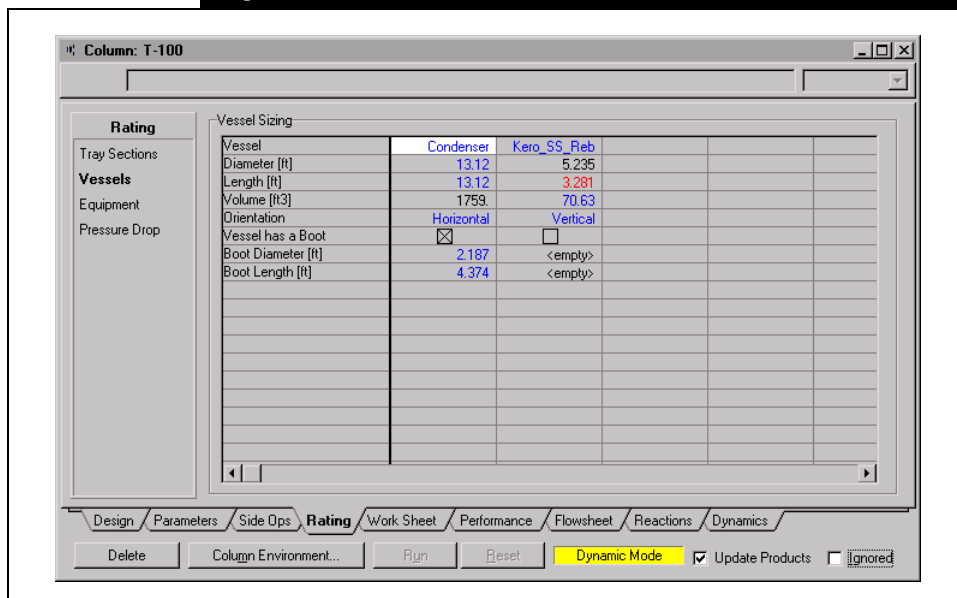 Column: T-100
Rating
Tray Sections
Vessels
Equipment
Pressure Drop
Vessel Sizing
Vessel Condenser Kero_SS_Reb
Diameter [ft] 13.12 5.235
Length [ft] 13.12 3.281
Volume [ft3] 1759. 70.63
Orientation Horizontal Vertical
Vessel has a Boot
Boot Diameter [ft] 2.187 <empty>
Boot Length [ft] 4.374 <empty>
Design Parameters Side Ops Rating Work Sheet Performance Flowsheet Reactions Dynamics
Delete Column Environment... Run Reset Dynamic Mode Update Products Ignored